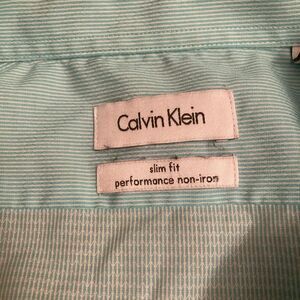 Calvin Klein
slim fit
performance non-iron